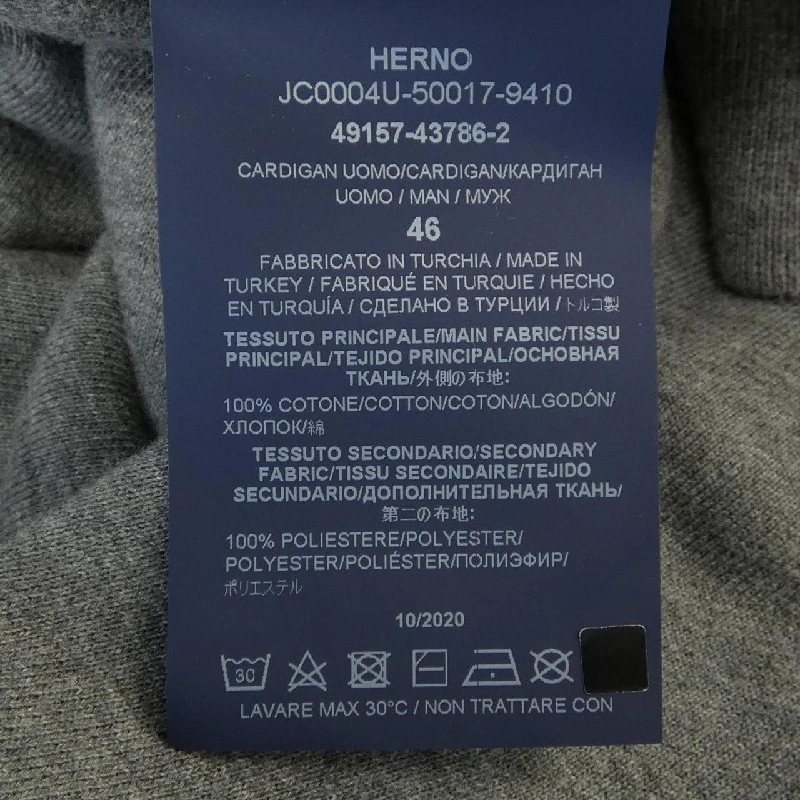 HERNO
JC0004U-50017-9410
49157-43786-2
CARDIGAN UOMO/CARDIGAN/КАРДИГАН
UOMO / MAN / МУЖ
46
FABBRICATO IN TURCHIA / MADE IN
TURKEY / FABRIQUÉ EN TURQUIE / HECHO
EN TURQUÍA / СДЕЛАНО В ТУРЦИИ / トルコ製
TESSUTO PRINCIPALE/MAIN FABRIC/TISSU
PRINCIPAL/TEJIDO PRINCIPAL/ОСНОВНАЯ
ТКАНЬ/外側の布地:
100% COTONE/COTTON/COTON/ALGODÓN/
ХЛОПОК/綿
TESSUTO SECONDARIO/SECONDARY
FABRIC/TISSU SECONDAIRE/TEJIDO
SECUNDARIO/ДОПОЛНИТЕЛЬНАЯ ТКАНЬ/
第二の布地:
100% POLIESTERE/POLYESTER/
POLYESTER/POLIÉSTER/ПОЛИЭФИР/
ポリエステル
10/2020
30
LAVARE MAX 30°C / NON TRATTARE CON